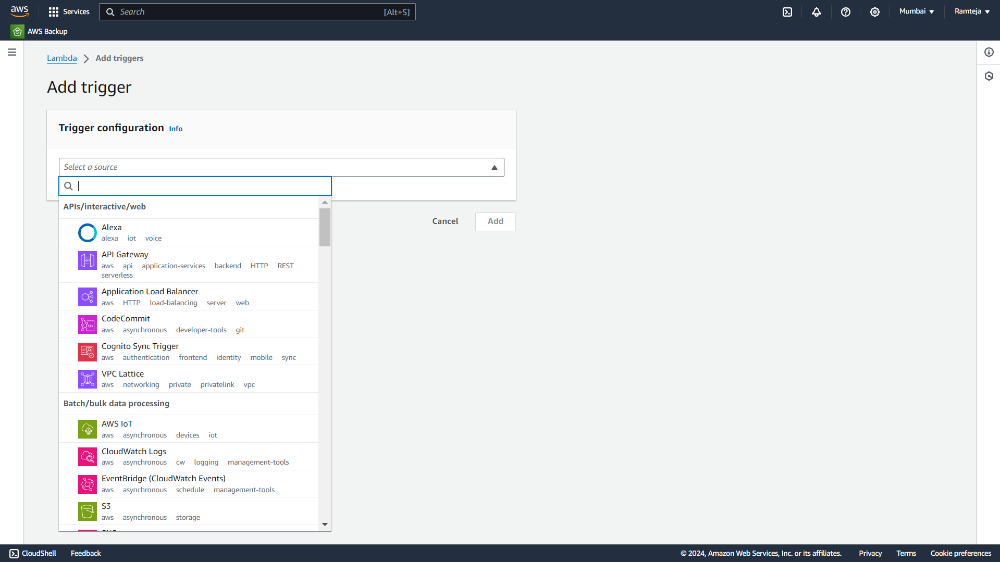 aws Services Search [Alt+S] Mumbai Ramteja
AWS Backup
Lambda Add triggers
Add trigger
Trigger configuration Info
Select a source
APIs/interactive/web
Alexa
alexa iot voice
API Gateway
aws api application-services backend HTTP REST
serverless
Application Load Balancer
aws HTTP load-balancing server web
CodeCommit
aws asynchronous developer-tools git
Cognito Sync Trigger
aws authentication frontend identity mobile sync
VPC Lattice
aws networking private privatelink vpc
Batch/bulk data processing
AWS IoT
aws asynchronous devices iot
CloudWatch Logs
aws asynchronous cw logging management-tools
EventBridge (CloudWatch Events)
aws asynchronous schedule management-tools
S3
aws asynchronous storage
Cancel Add
CloudShell Feedback © 2024, Amazon Web Services, Inc. or its affiliates. Privacy Terms Cookie preferences